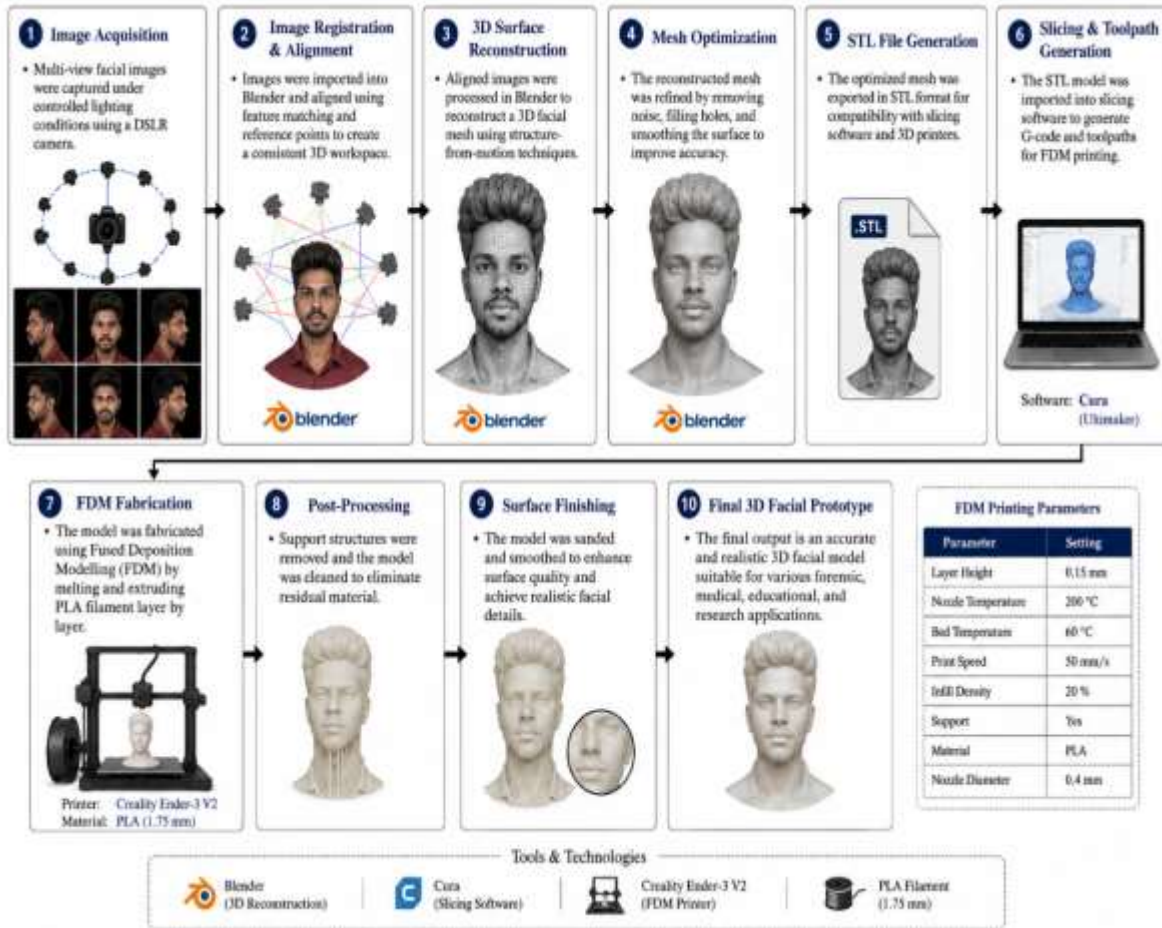 1 Image Acquisition
• Multi-view facial images
were captured under
controlled lighting
conditions using a DSLR
camera.
2 Image Registration
& Alignment
• Images were imported into
Blender and aligned using
feature matching and
reference points to create
a consistent 3D workspace.
blender
3 3D Surface
Reconstruction
• Aligned images were
processed in Blender to
reconstruct a 3D facial
mesh using structure-
from-motion techniques.
blender
4 Mesh Optimization
• The reconstructed mesh
was refined by removing
noise, filling holes, and
smoothing the surface to
improve accuracy.
blender
5 STL File Generation
• The optimized mesh was
exported in STL format for
compatibility with slicing
software and 3D printers.
.STL
6 Slicing & Toolpath
Generation
• The STL model was
imported into slicing
software to generate
G-code and toolpaths
for FDM printing.
Software: Cura
(Ultimaker)
7 FDM Fabrication
• The model was fabricated
using Fused Deposition
Modelling (FDM) by
melting and extruding
PLA filament layer by
layer.
Printer: Creality Ender-3 V2
Material: PLA (1.75 mm)
8 Post-Processing
• Support structures were
removed and the model
was cleaned to eliminate
residual material.
9 Surface Finishing
• The model was sanded
and smoothed to enhance
surface quality and
achieve realistic facial
details.
10 Final 3D Facial Prototype
• The final output is an accurate
and realistic 3D facial model
suitable for various forensic,
medical, educational, and
research applications.
FDM Printing Parameters
Parameter Setting
Layer Height 0.15 mm
Nozzle Temperature 200 °C
Bed Temperature 60 °C
Print Speed 50 mm/s
Infill Density 20 %
Support Yes
Material PLA
Nozzle Diameter 0.4 mm
Tools & Technologies
Blender
(3D Reconstruction)
Cura
(Slicing Software)
Creality Ender-3 V2
(FDM Printer)
PLA Filament
(1.75 mm)